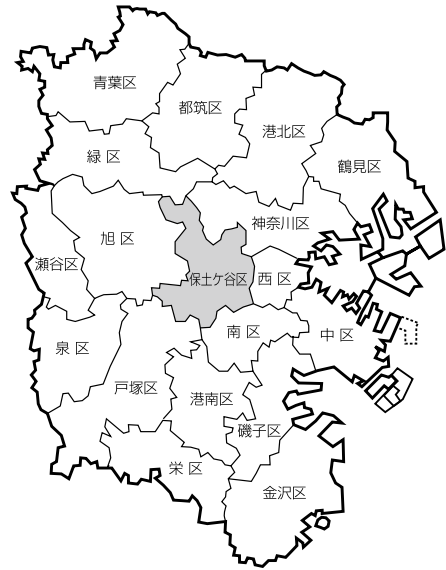 青葉区
都筑区
港北区
緑 区
鶴見区
神奈川区
旭 区
瀬谷区
保土ケ谷区
西 区
南 区
中 区
泉 区
戸塚区
港南区
磯子区
栄 区
金沢区